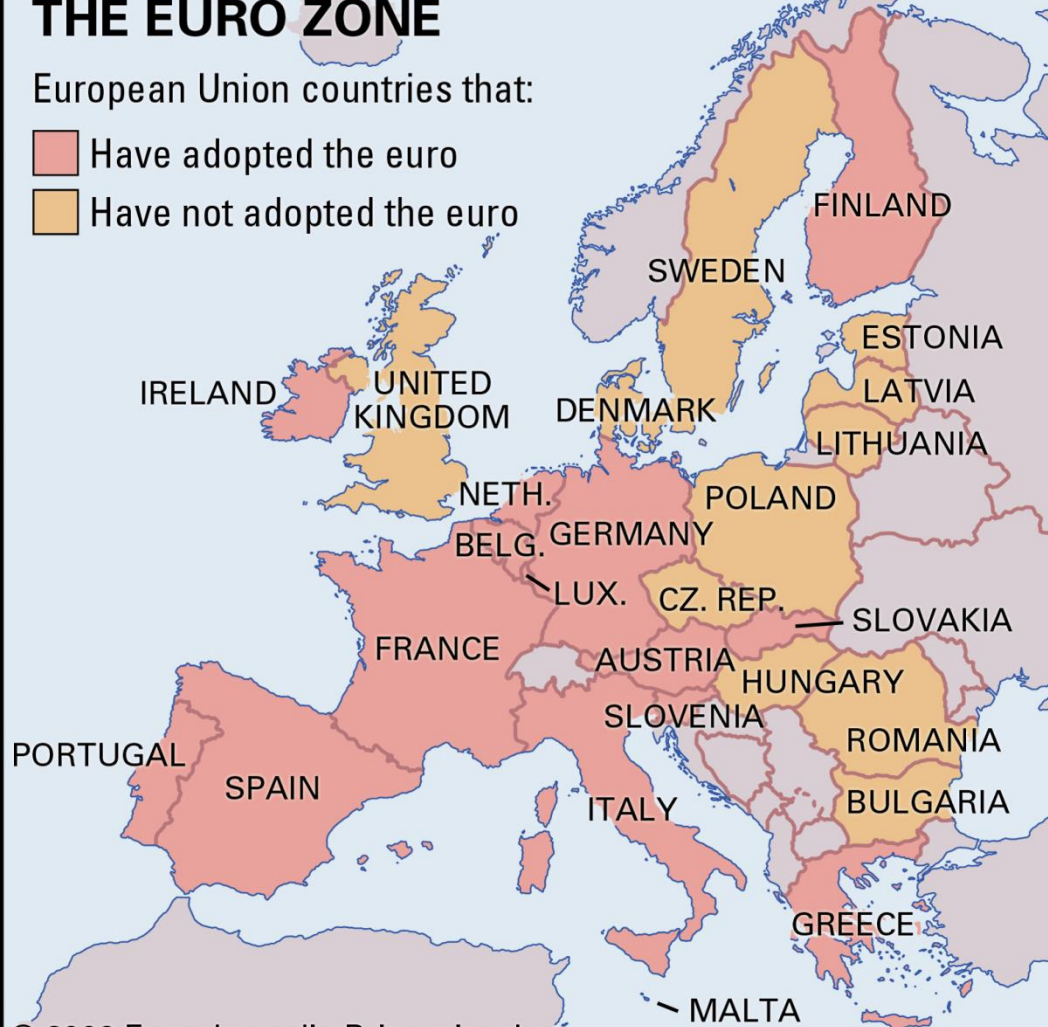 THE EURO ZONE
European Union countries that:
Have adopted the euro
Have not adopted the euro
FINLAND
SWEDEN
ESTONIA
IRELAND
UNITED
KINGDOM
DENMARK
LATVIA
LITHUANIA
NETH.
POLAND
BELG.
GERMANY
LUX.
CZ. REP.
SLOVAKIA
FRANCE
AUSTRIA
HUNGARY
SLOVENIA
PORTUGAL
ROMANIA
SPAIN
ITALY
BULGARIA
GREECE
MALTA